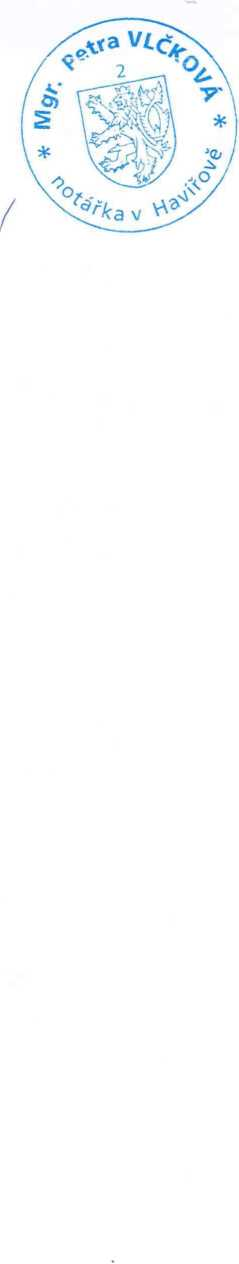 * Mgr. Petra VLČKOVÁ *
2
notářka v Havířově